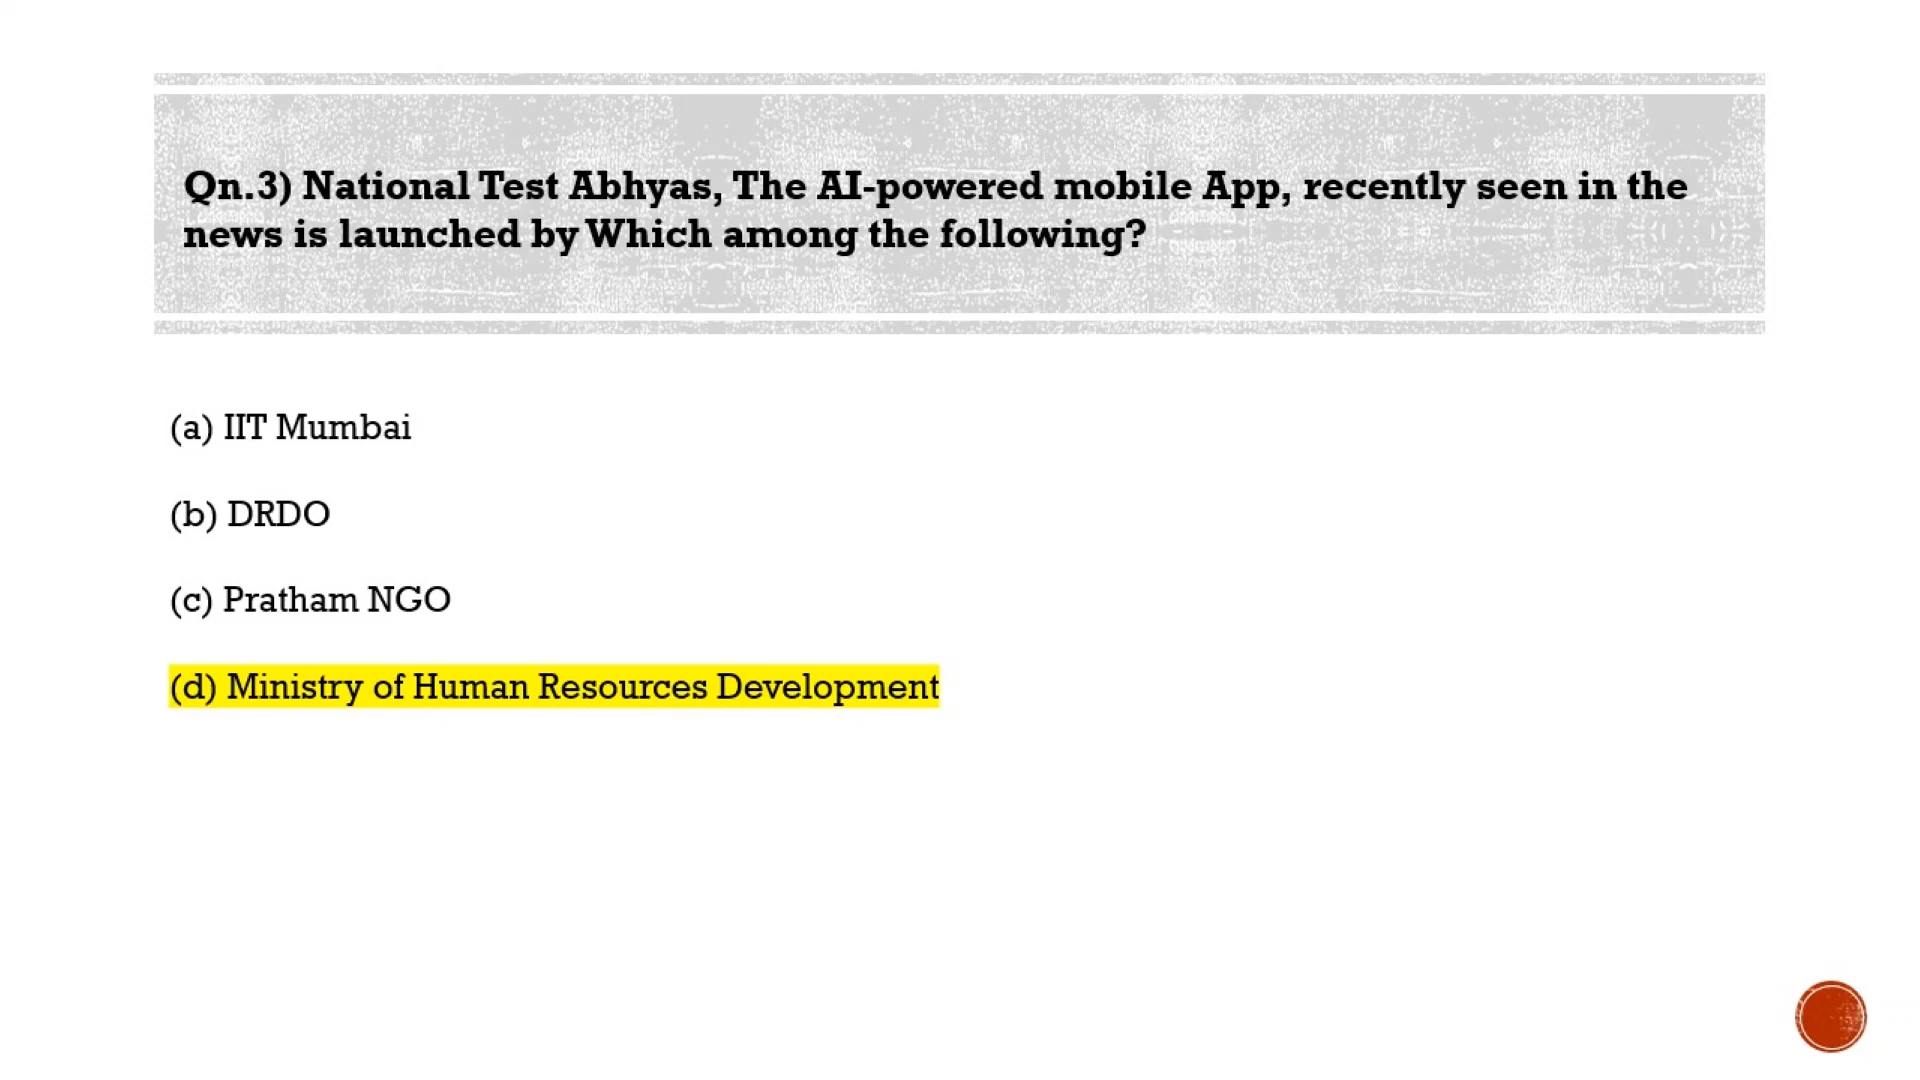 Qn.3) National Test Abhyas, The AI-powered mobile App, recently seen in the
news is launched by Which among the following?
(a) IIT Mumbai
(b) DRDO
(c) Pratham NGO
(d) Ministry of Human Resources Development